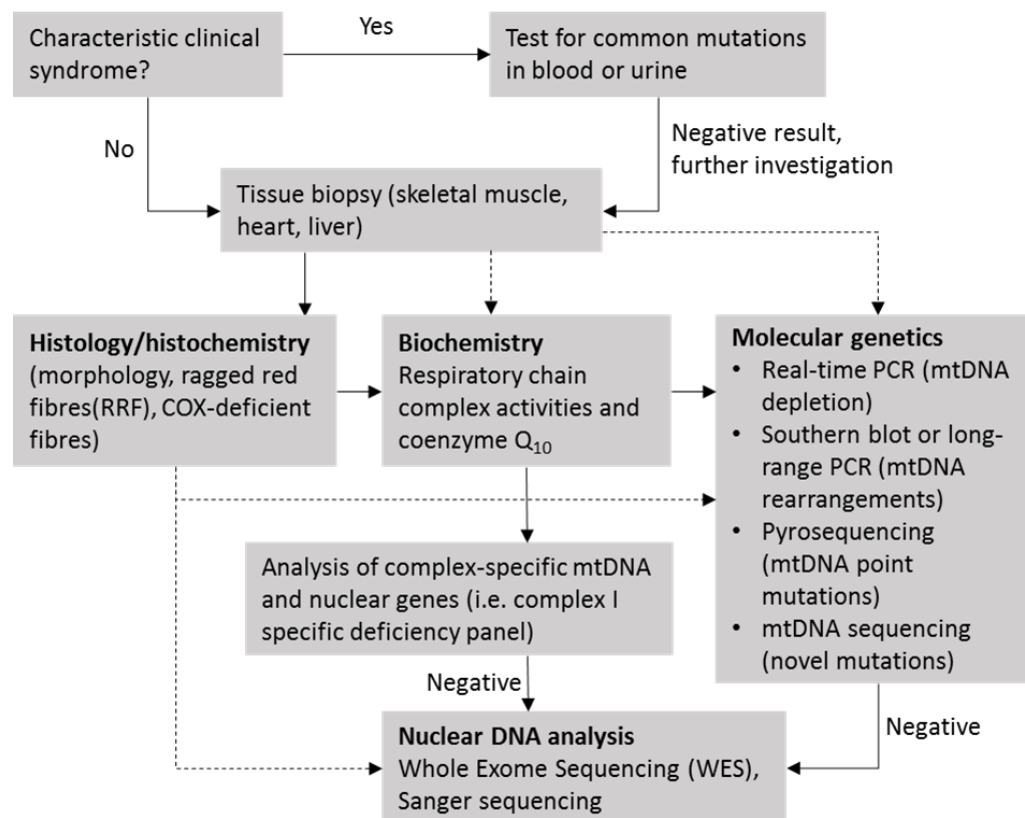 Characteristic clinical
syndrome?
Yes
Test for common mutations
in blood or urine
No
Negative result,
further investigation
Tissue biopsy (skeletal muscle,
heart, liver)
Histology/histochemistry
(morphology, ragged red
fibres(RRF), COX-deficient
fibres)
Biochemistry
Respiratory chain
complex activities and
coenzyme Q₁₀
Molecular genetics
• Real-time PCR (mtDNA
depletion)
• Southern blot or long-
range PCR (mtDNA
rearrangements)
• Pyrosequencing
(mtDNA point
mutations)
• mtDNA sequencing
(novel mutations)
Analysis of complex-specific mtDNA
and nuclear genes (i.e. complex I
specific deficiency panel)
Negative
Negative
Nuclear DNA analysis
Whole Exome Sequencing (WES),
Sanger sequencing